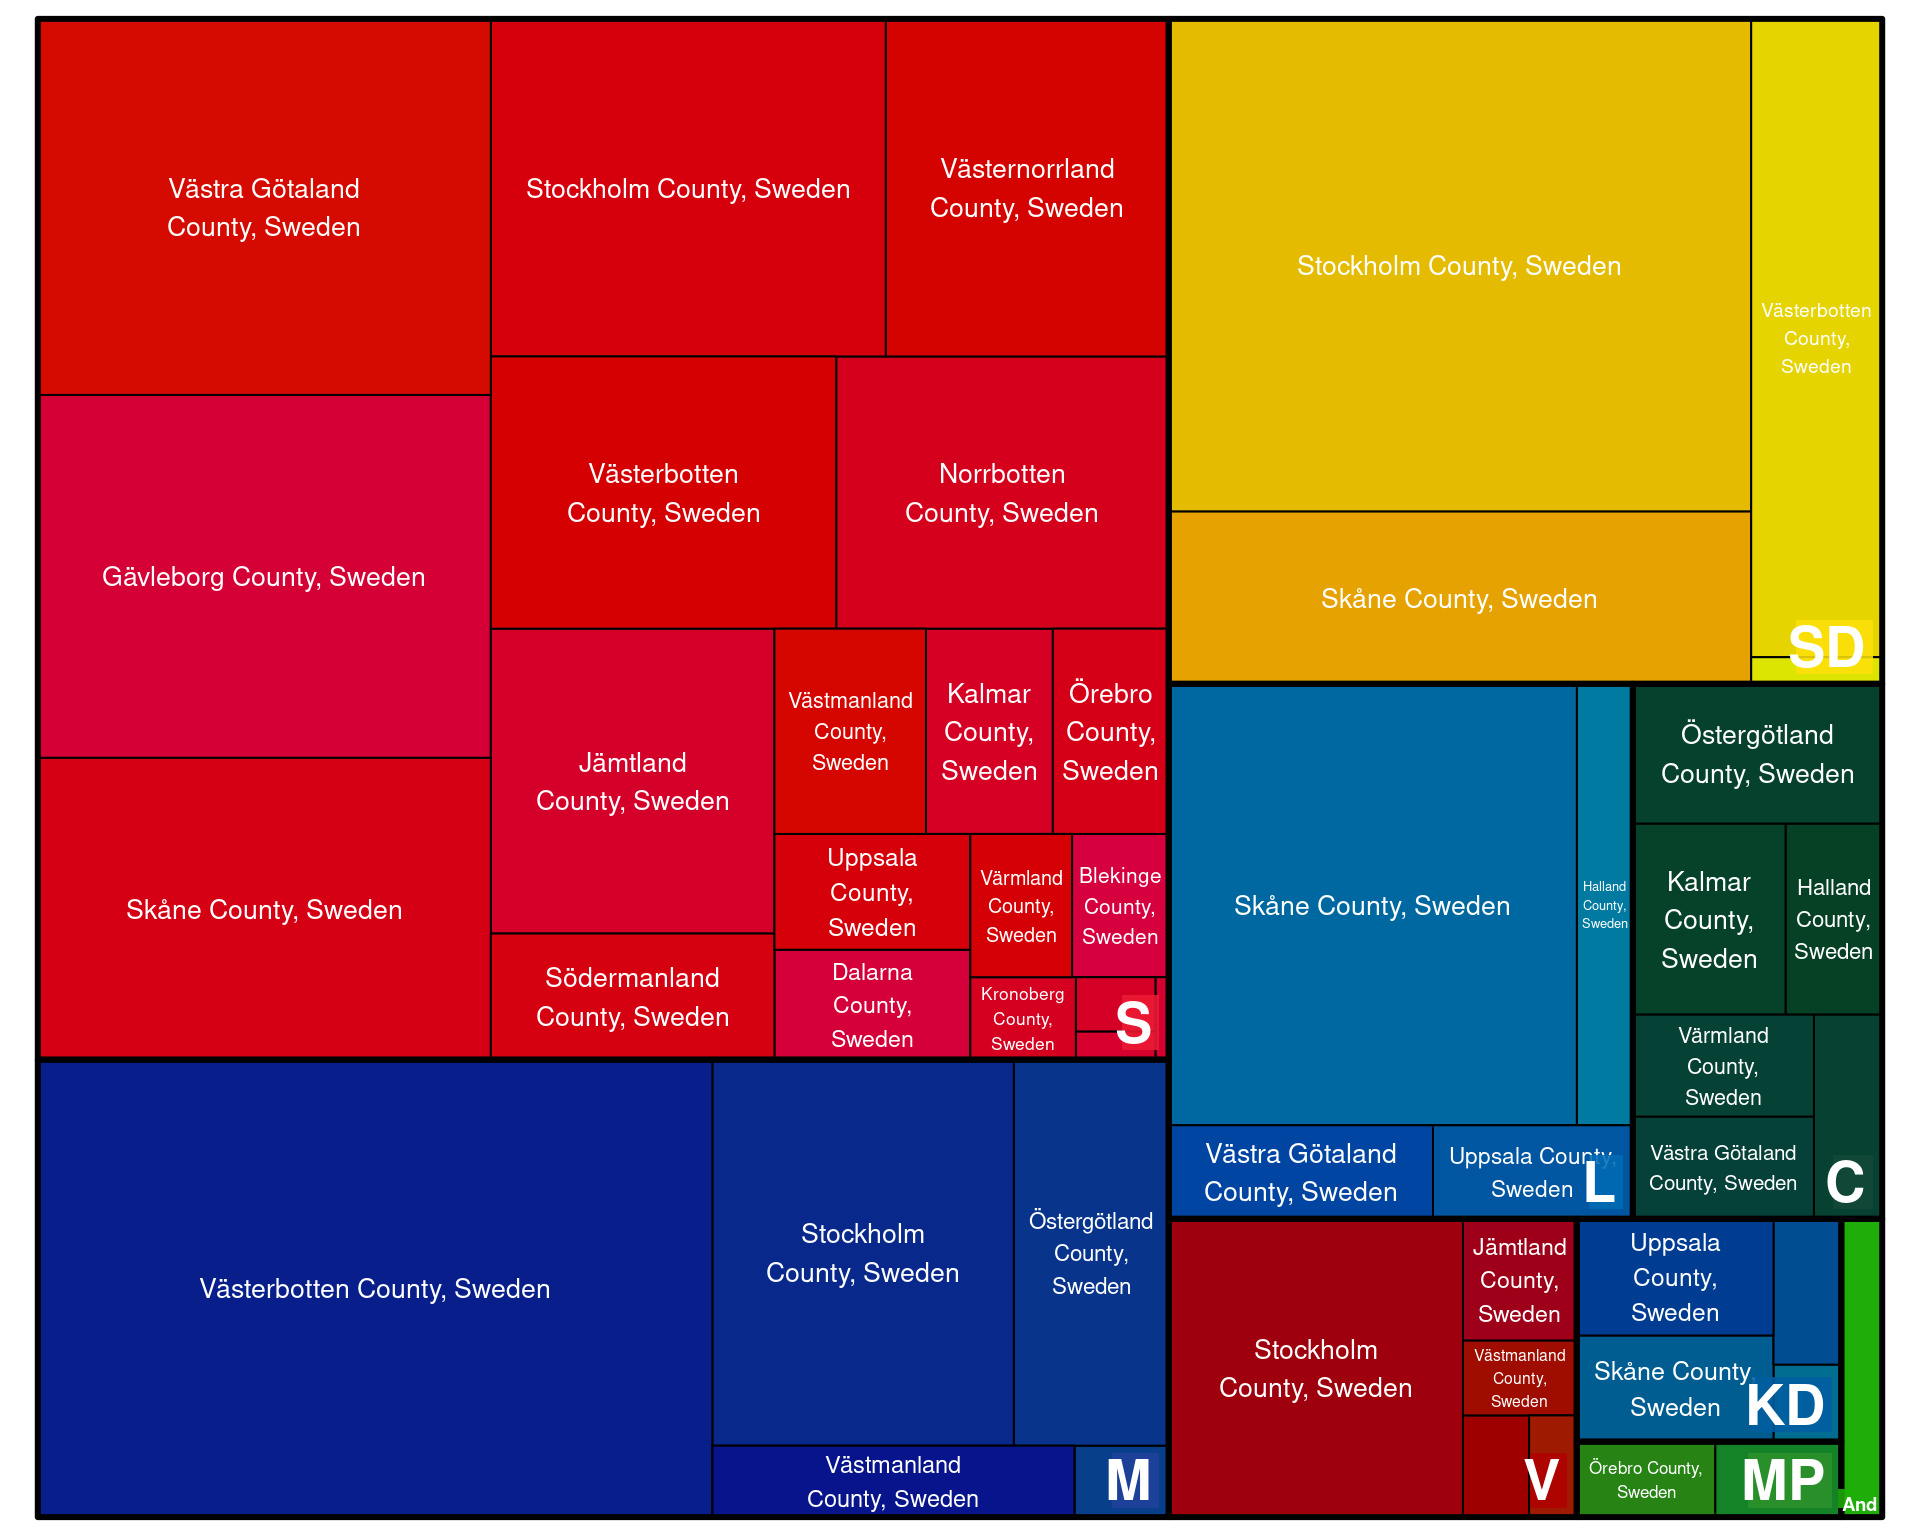 Västra Götaland
County, Sweden
Stockholm County, Sweden
Västernorrland
County, Sweden
Gävleborg County, Sweden
Västerbotten
County, Sweden
Norrbotten
County, Sweden
Skåne County, Sweden
Jämtland
County, Sweden
Västmanland
County,
Sweden
Kalmar
County,
Sweden
Örebro
County,
Sweden
Uppsala
County,
Sweden
Värmland
County,
Sweden
Blekinge
County,
Sweden
Södermanland
County, Sweden
Dalarna
County,
Sweden
Kronoberg
County,
Sweden
S
Västerbotten County, Sweden
Stockholm
County, Sweden
Östergötland
County,
Sweden
Västmanland
County, Sweden
M
Stockholm County, Sweden
Västerbotten
County,
Sweden
Skåne County, Sweden
SD
Skåne County, Sweden
Halland
County,
Sweden
Västra Götaland
County, Sweden
Uppsala County,
Sweden
L
Östergötland
County, Sweden
Kalmar
County,
Sweden
Halland
County,
Sweden
Värmland
County,
Sweden
Västra Götaland
County, Sweden
C
Stockholm
County, Sweden
Jämtland
County,
Sweden
Västmanland
County,
Sweden
V
Uppsala
County,
Sweden
Skåne County,
Sweden
KD
Örebro County,
Sweden
MP
And